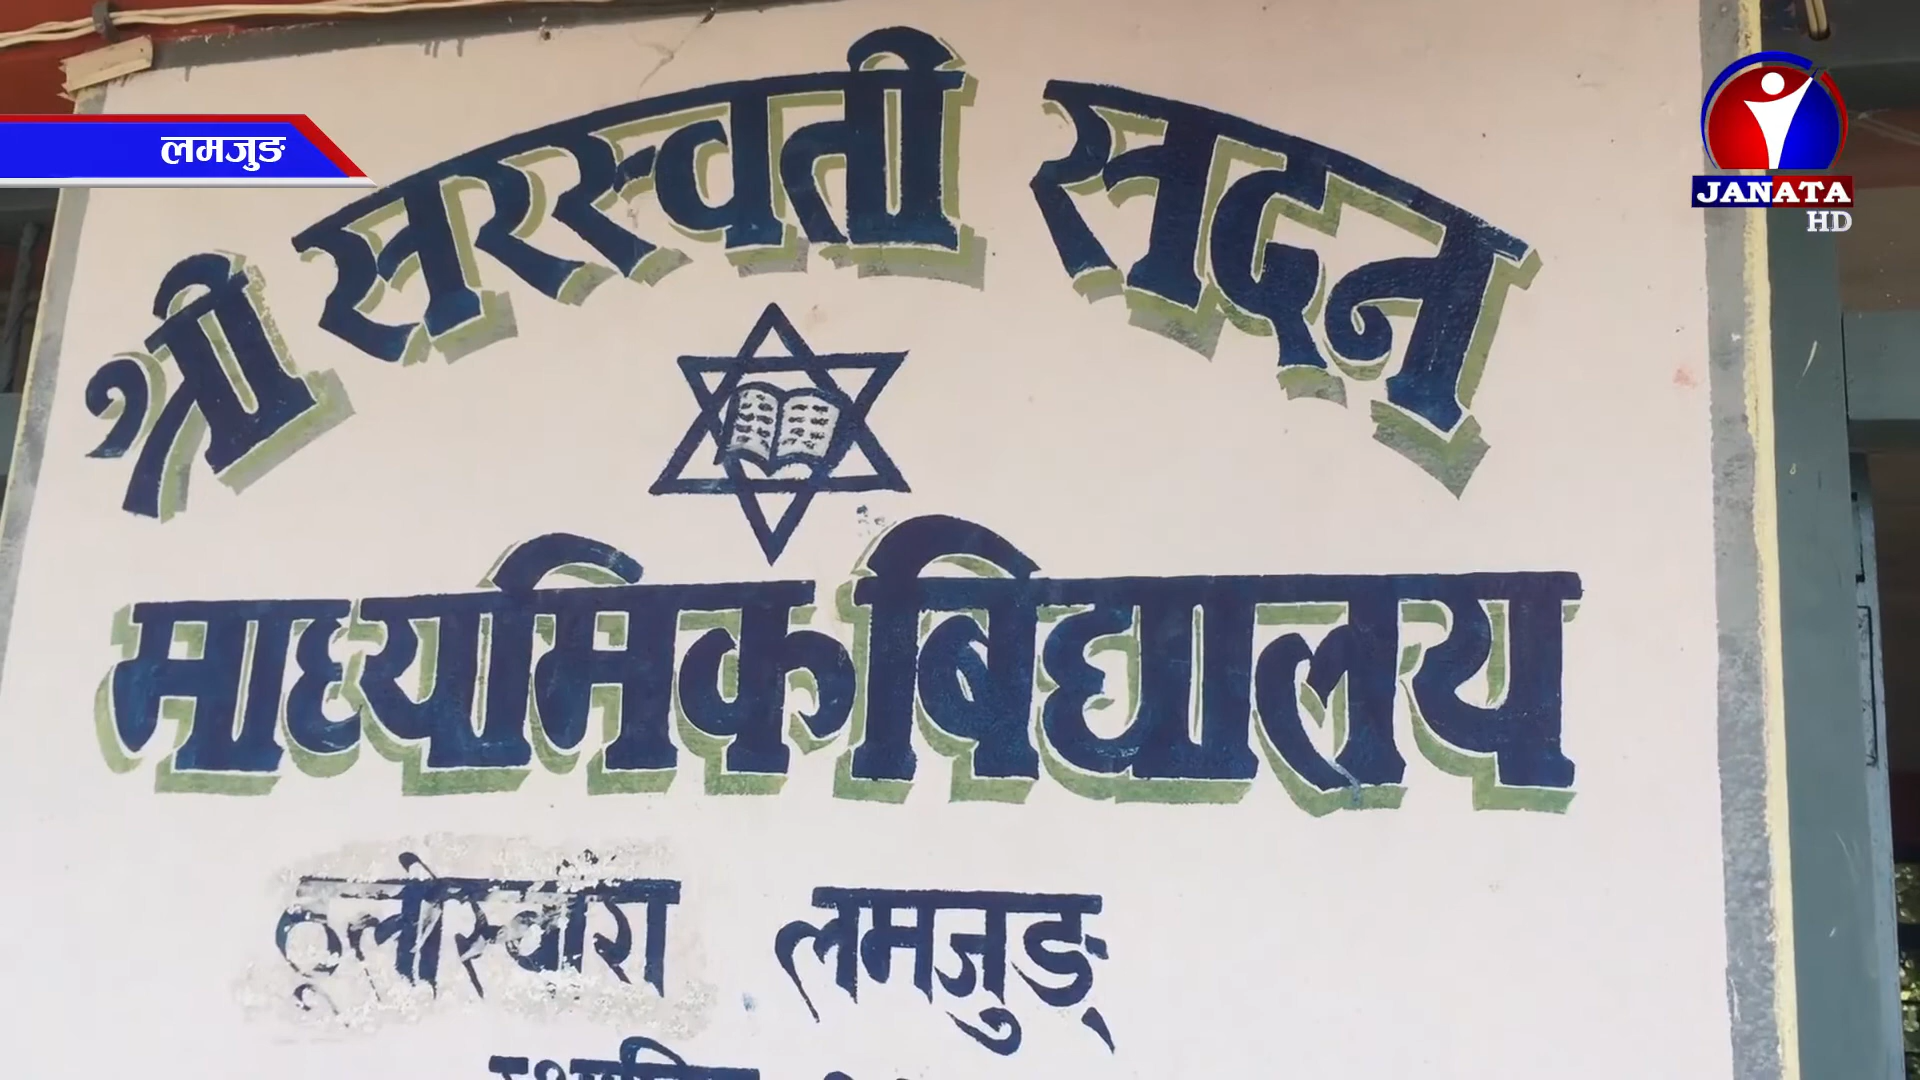 लमजुङ
JANATA
HD
श्री सरस्वती सदन
माध्यमिक बिद्यालय
लमजुङ्